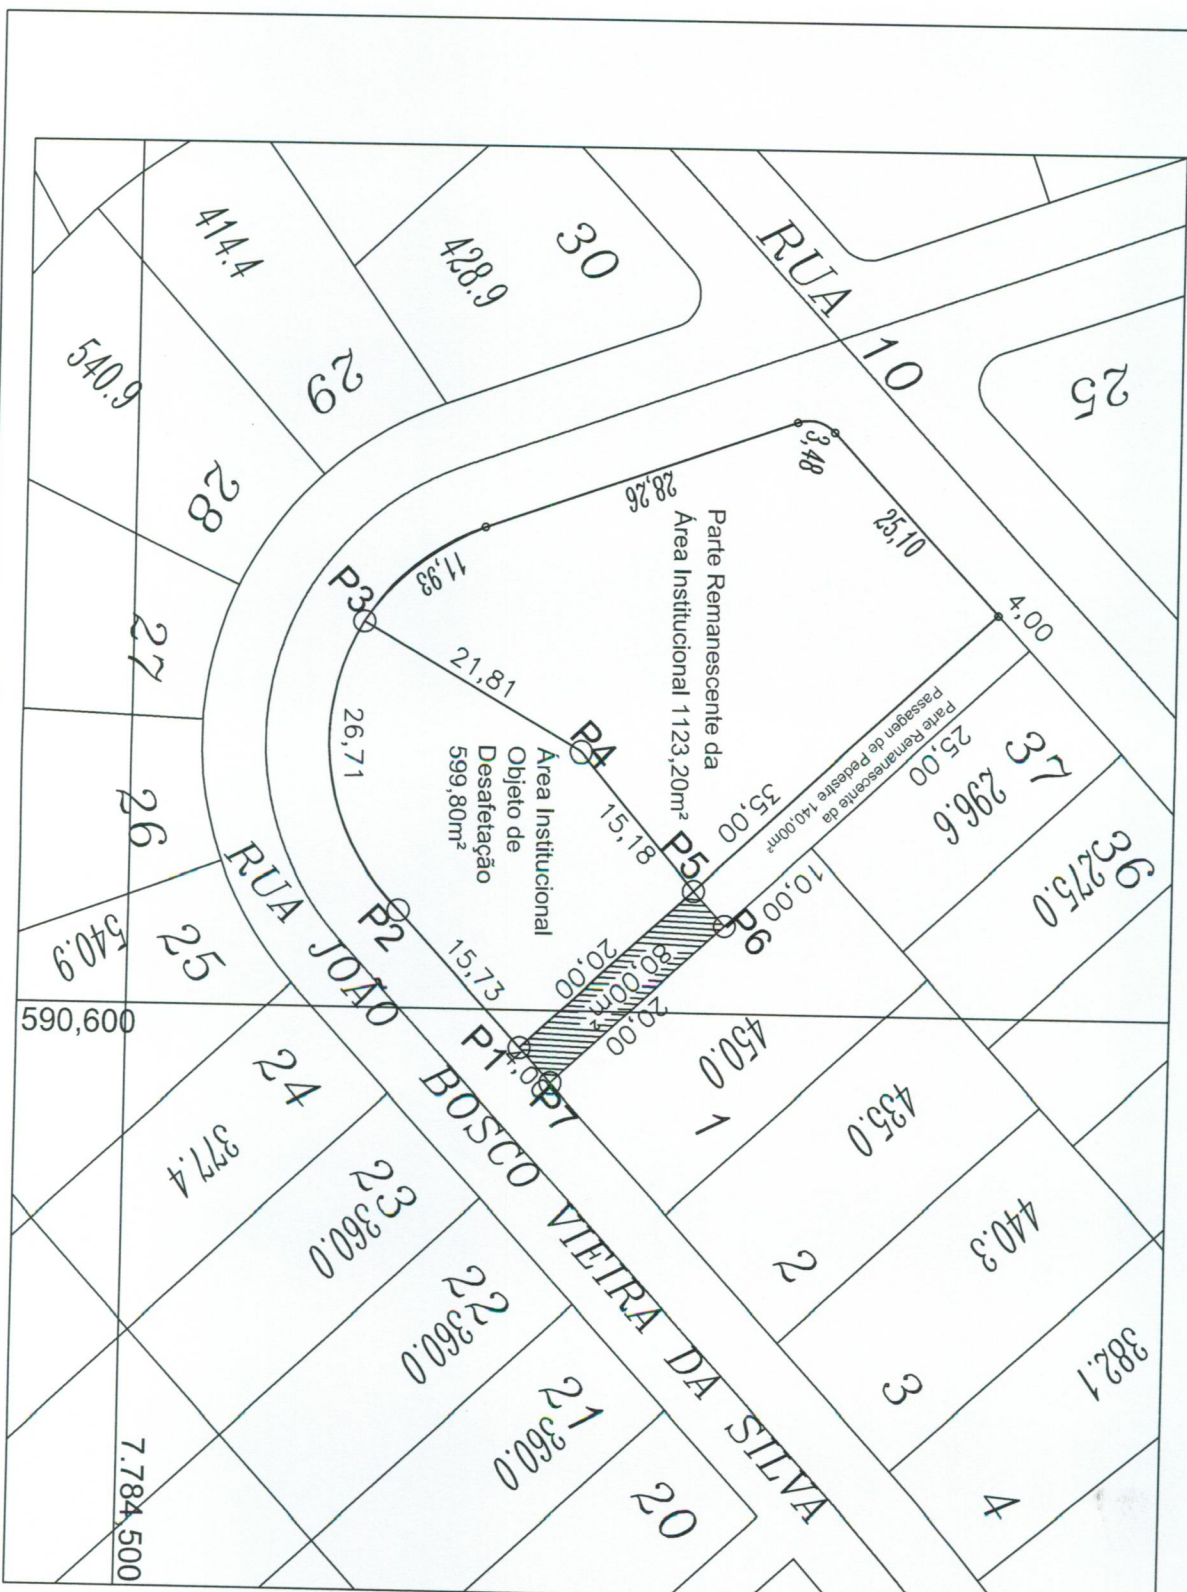 RUA 10
30
428.9
414.4
29
540.9
28
27
26
25
540.9
25
3,48
25,10
28,26
11,93
4,00
Parte Remanescente da
Área Institucional 1123,20m²
P3
21,81
P4
15,18
P5
35,00
Parte Remanescente da
Passagen de Pedestre 140,00m²
25,00
10,00
P6
37
296.6
36
275.0
26,71
Área Institucional
Objeto de
Desafetação
599,80m²
P2
15,73
P1
20,00
80,00m²
20,00
4,00
P7
450.0
1
435.0
2
440.3
3
382.1
4
RUA JOÃO BOSCO VIEIRA DA SILVA
590,600
24
377.4
23
360.0
22
360.0
21
360.0
20
7.784,500